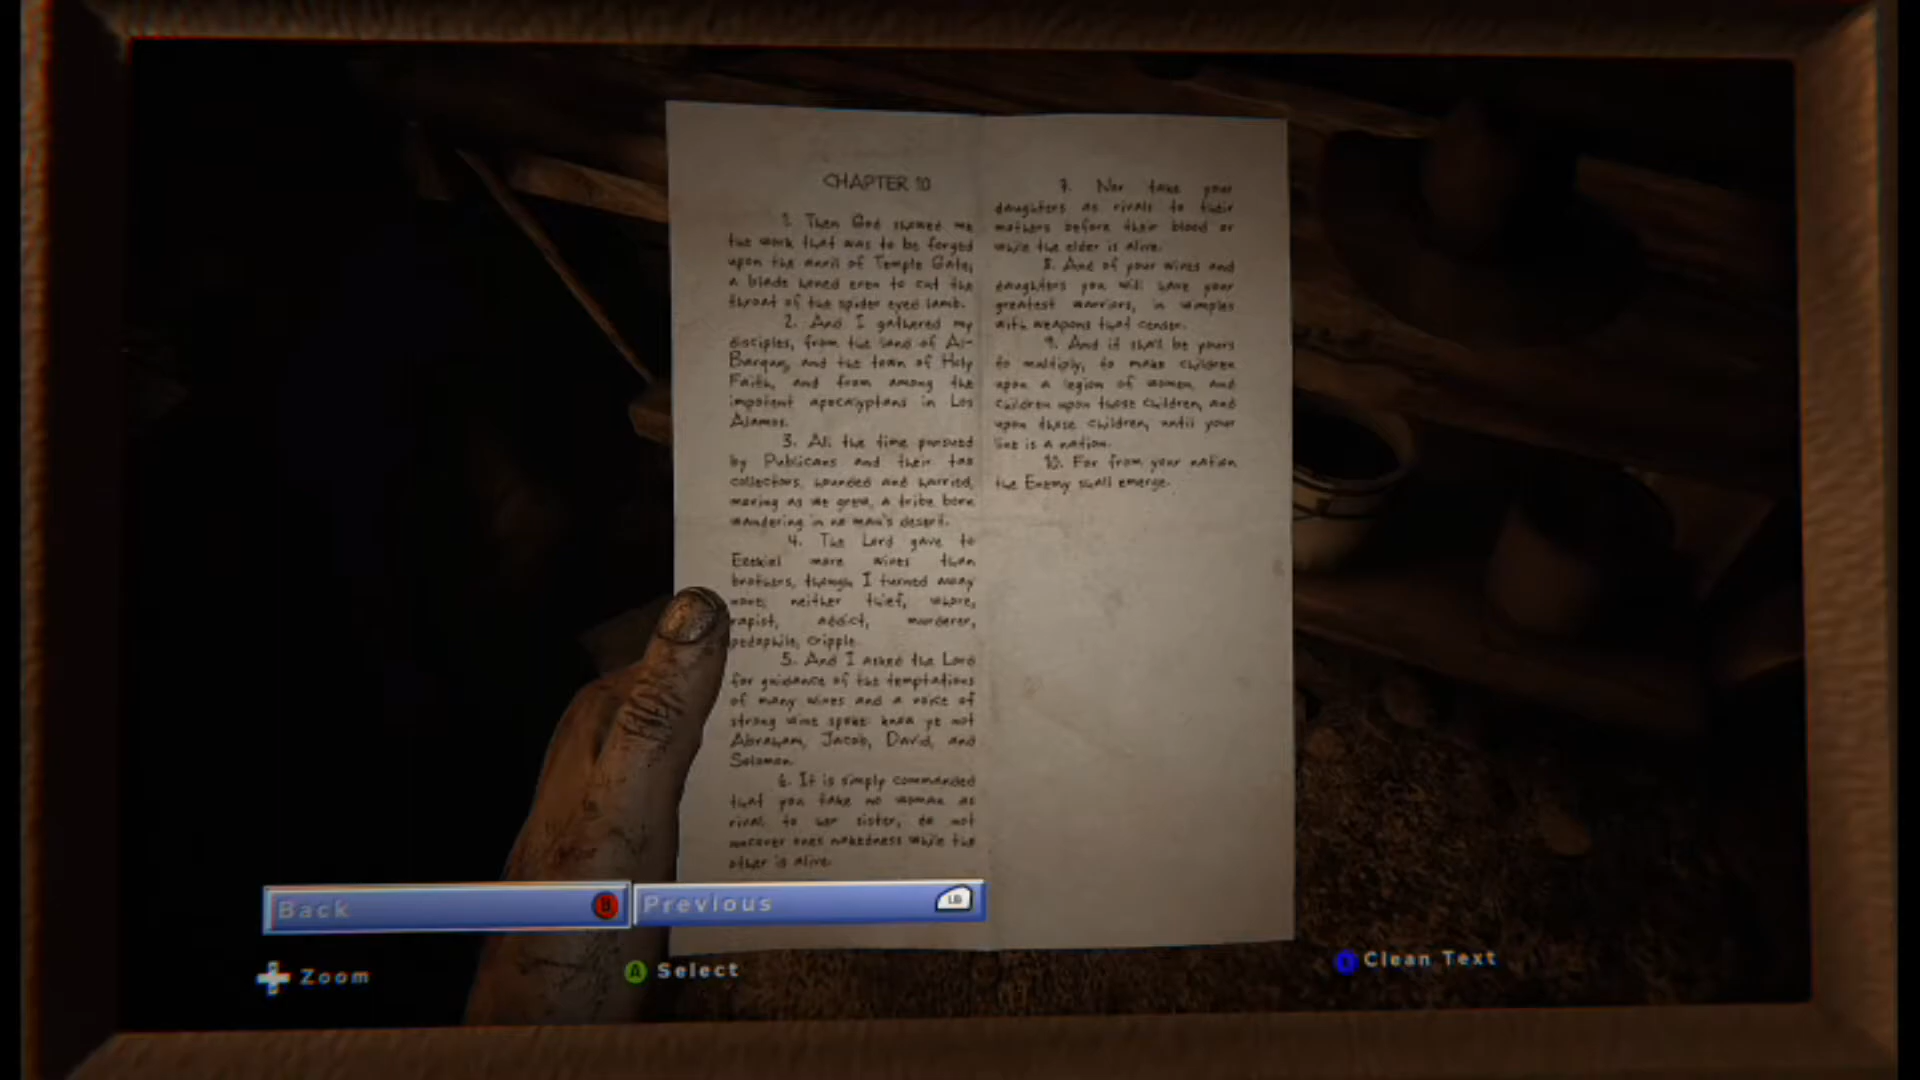 CHAPTER 10
1. Then God showed me
the work that was to be forged
upon the anvil of Temple Gate,
a blade honed even to cut the
throat of the spider eyed lamb.
2. And I gathered my
disciples, from the land of Al-
Barqua, and the town of Holy
Faith, and from among the
impotent apocalyptans in Los
Alamos.
3. All the time pursued
by Publicans and their tax
collectors, hounded and harried,
moving as we grew, a tribe born
wandering in no man's desert.
4. The Lord gave to
Ezekiel more wives than
brothers, though I turned away
none; neither thief, whore,
rapist, addict, murderer,
pedophile, cripple.
5. And I asked the Lord
for guidance of the temptations
of many wives and a voice of
strong wine spoke: know ye not
Abraham, Jacob, David, and
Solomon.
6. It is simply commanded
that you take no woman as
rival to her sister, do not
uncover ones nakedness while the
other is alive.
7. Nor take your
daughters as rivals to their
mothers before their blood or
while the elder is alive.
8. And of your wives and
daughters you will have your
greatest warriors, in wimples
with weapons that censer.
9. And it shall be yours
to multiply, to make children
upon a legion of women, and
children upon those children, and
upon those children, until your
line is a nation.
10. For from your nation
the Enemy shall emerge.
Back B
Previous LB
Zoom
A Select
Clean Text